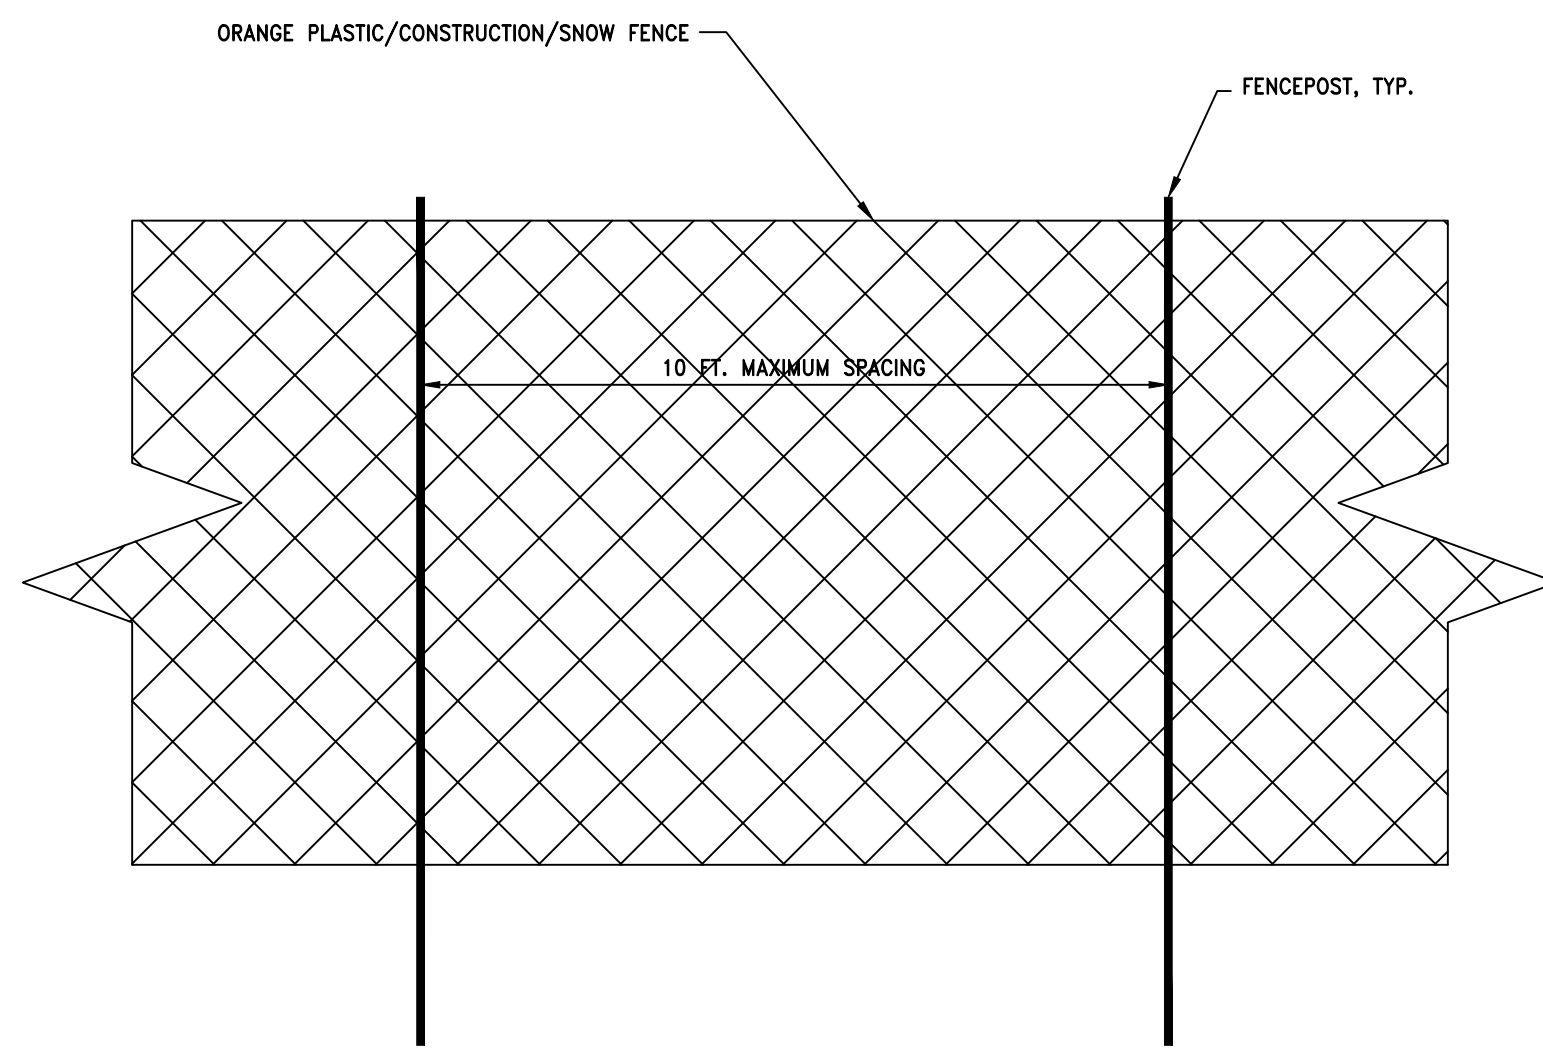 ORANGE PLASTIC/CONSTRUCTION/SNOW FENCE
FENCEPOST, TYP.
10 FT. MAXIMUM SPACING